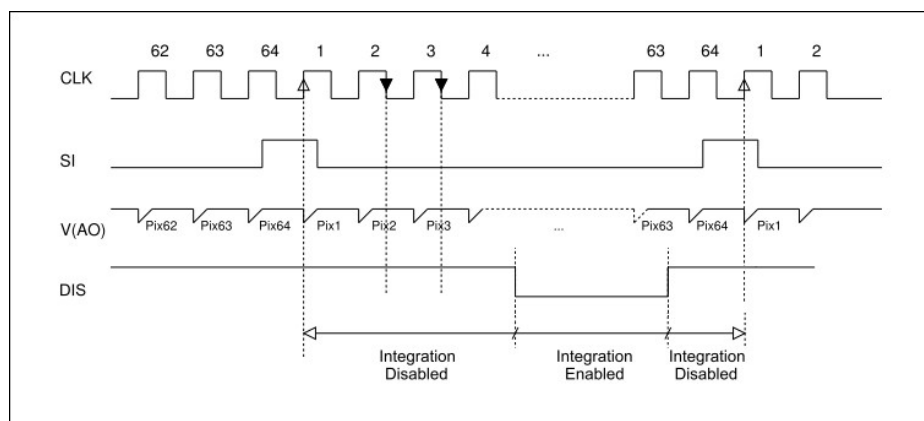 62 63 64 1 2 3 4 ... 63 64 1 2
CLK
SI
V(AO)
Pix62 Pix63 Pix64 Pix1 Pix2 Pix3 ... Pix63 Pix64 Pix1
DIS
Integration Disabled
Integration Enabled
Integration Disabled